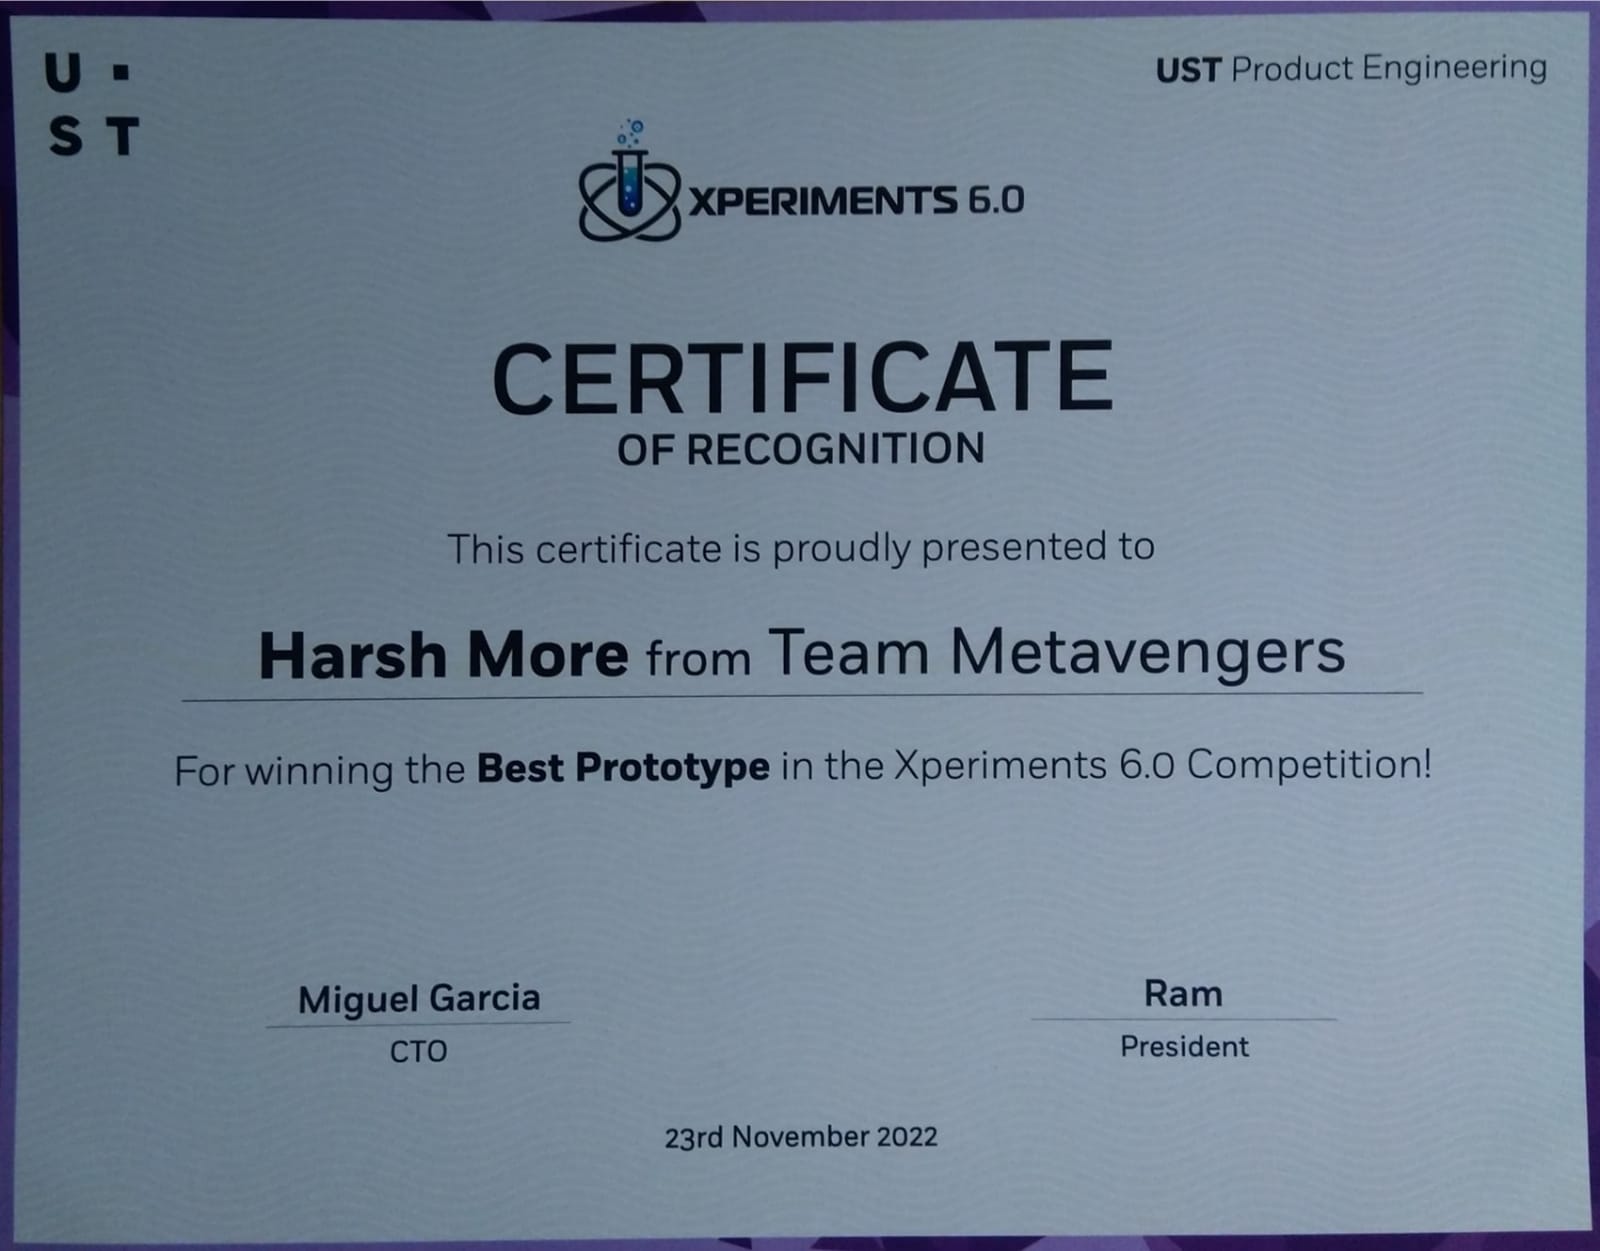 U ▪
S T
UST Product Engineering
XPERIMENTS 6.0
CERTIFICATE
OF RECOGNITION
This certificate is proudly presented to
Harsh More from Team Metavengers
For winning the Best Prototype in the Xperiments 6.0 Competition!
Miguel Garcia
CTO
Ram
President
23rd November 2022